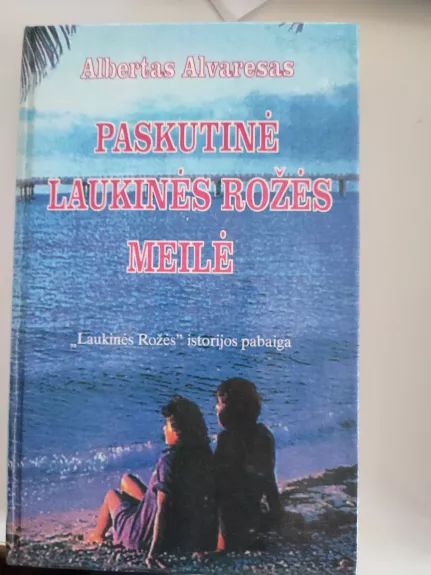 Albertas Alvaresas
PASKUTINĖ
LAUKINĖS ROŽĖS
MEILĖ
„Laukinės Rožės” istorijos pabaiga